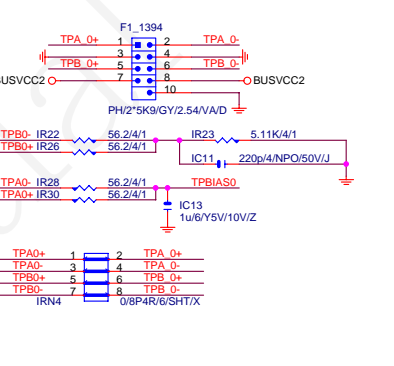 F1_1394
TPA_0+ 1 2 TPA_0-
3 4
TPB_0+ 5 6 TPB_0-
BUSVCC2 7 8 BUSVCC2
10
PH/2*5K9/GY/2.54/VA/D
TPB0- IR22 56.2/4/1 IR23 5.11K/4/1
TPB0+ IR26 56.2/4/1
IC11 220p/4/NPO/50V/J
TPA0- IR28 56.2/4/1 TPBIAS0
TPA0+ IR30 56.2/4/1
IC13
1u/6/Y5V/10V/Z
TPA0+ 1 2 TPA_0+
TPA0- 3 4 TPA_0-
TPB0+ 5 6 TPB_0+
TPB0- 7 8 TPB_0-
IRN4 0/8P4R/6/SHT/X